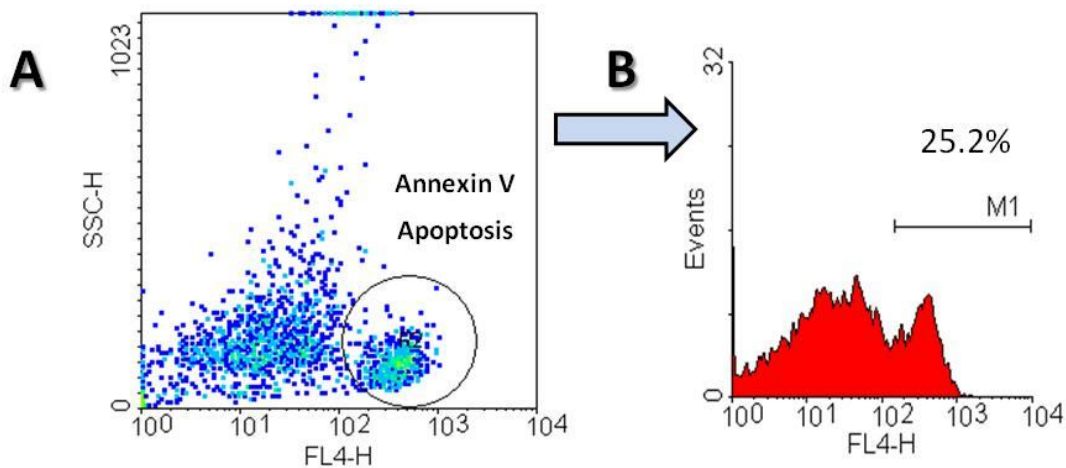 A
1023
SSC-H
0
Annexin V
Apoptosis
R2
10⁰ 10¹ 10² 10³ 10⁴
FL4-H
B
32
Events
0
25.2%
M1
10⁰ 10¹ 10² 10³ 10⁴
FL4-H